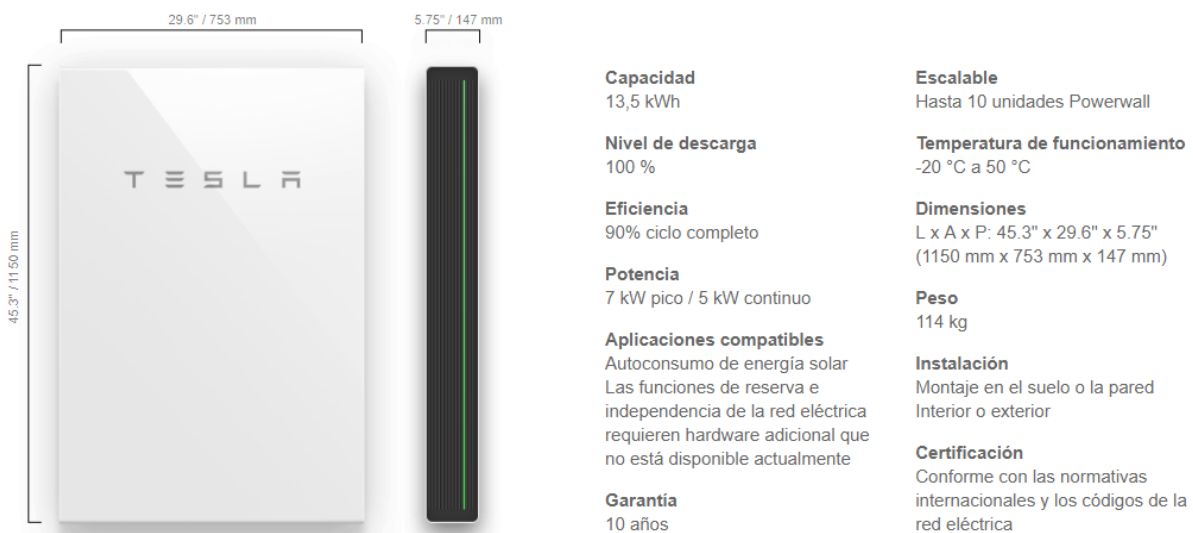 29.6" / 753 mm
5.75" / 147 mm
45.3" / 1150 mm
TESLA
Capacidad
13,5 kWh
Nivel de descarga
100 %
Eficiencia
90% ciclo completo
Potencia
7 kW pico / 5 kW continuo
Aplicaciones compatibles
Autoconsumo de energía solar
Las funciones de reserva e
independencia de la red eléctrica
requieren hardware adicional que
no está disponible actualmente
Garantía
10 años
Escalable
Hasta 10 unidades Powerwall
Temperatura de funcionamiento
-20 °C a 50 °C
Dimensiones
L x A x P: 45.3" x 29.6" x 5.75"
(1150 mm x 753 mm x 147 mm)
Peso
114 kg
Instalación
Montaje en el suelo o la pared
Interior o exterior
Certificación
Conforme con las normativas
internacionales y los códigos de la
red eléctrica